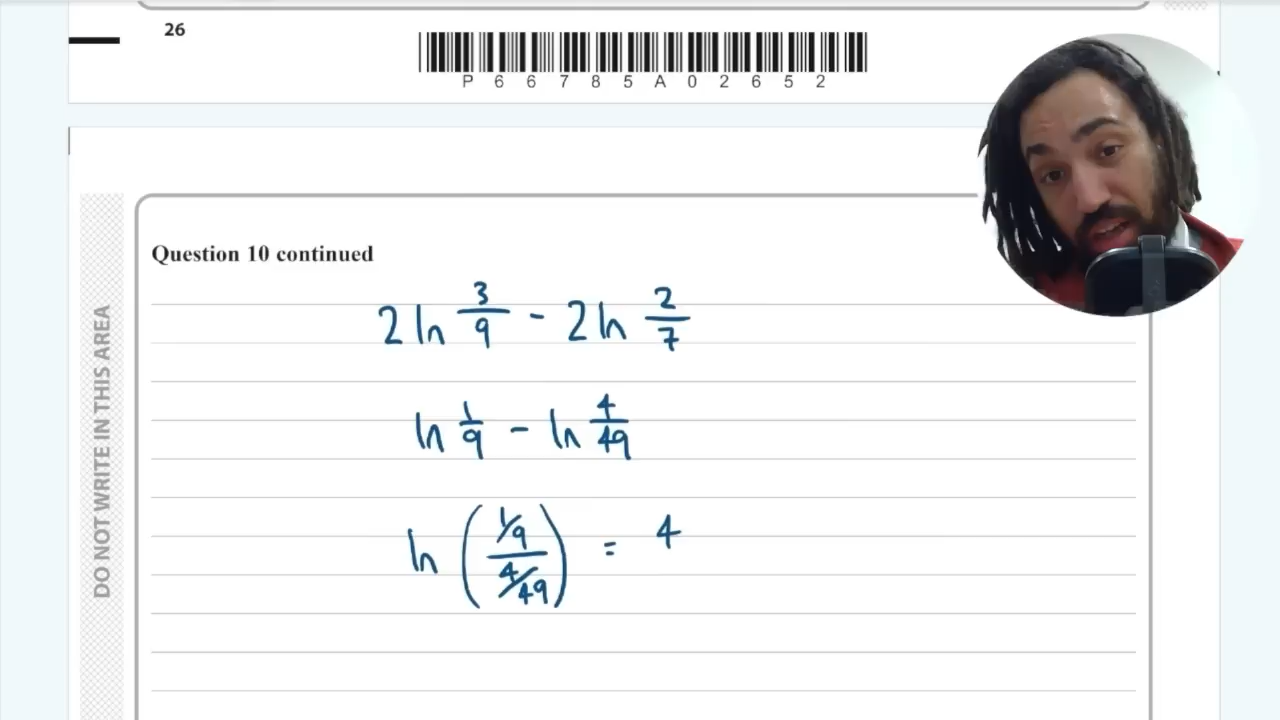 26
P 6 6 7 8 5 A 0 2 6 5 2
DO NOT WRITE IN THIS AREA
Question 10 continued
2 ln 3/9 - 2 ln 2/7
ln 1/9 - ln 4/49
ln ( (1/9) / (4/49) ) = 4